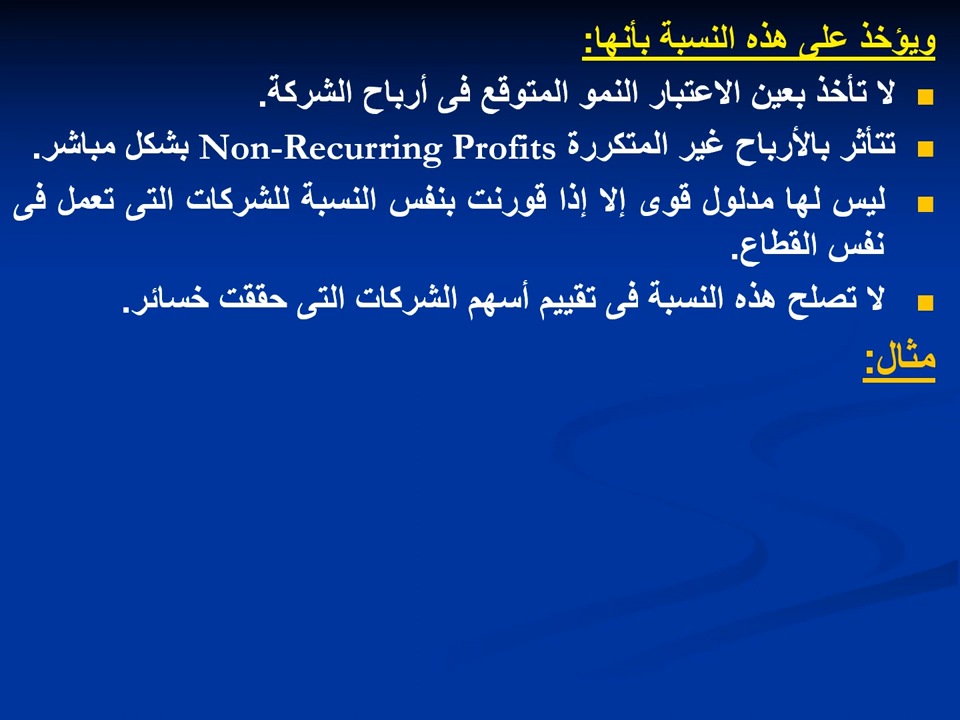 ويؤخذ على هذه النسبة بأنها:
■ لا تأخذ بعين الاعتبار النمو المتوقع فى أرباح الشركة.
■ تتأثر بالأرباح غير المتكررة Non-Recurring Profits بشكل مباشر.
■ ليس لها مدلول قوى إلا إذا قورنت بنفس النسبة للشركات التى تعمل فى
نفس القطاع.
■ لا تصلح هذه النسبة فى تقييم أسهم الشركات التى حققت خسائر.
مثال: